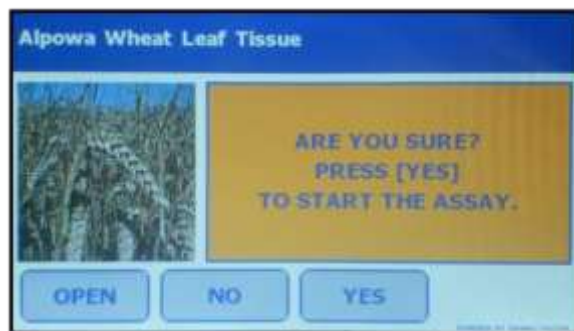 Alpowa Wheat Leaf Tissue
ARE YOU SURE?
PRESS [YES]
TO START THE ASSAY.
OPEN
NO
YES